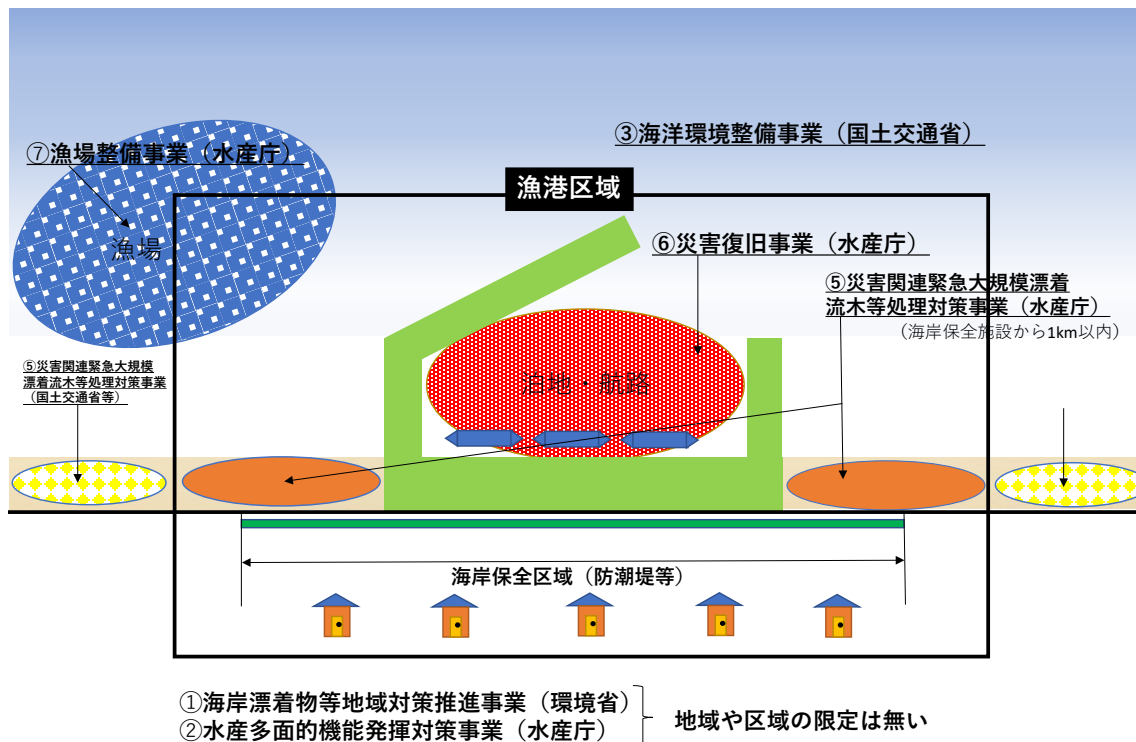 ③海洋環境整備事業（国土交通省）
⑦漁場整備事業（水産庁）
漁港区域
漁場
⑥災害復旧事業（水産庁）
⑤災害関連緊急大規模漂着
流木等処理対策事業（水産庁）
（海岸保全施設から1km以内）
⑤災害関連緊急大規模
漂着流木等処理対策事業
（国土交通省等）
泊地・航路
海岸保全区域（防潮堤等）
①海岸漂着物等地域対策推進事業（環境省）
②水産多面的機能発揮対策事業（水産庁）
地域や区域の限定は無い